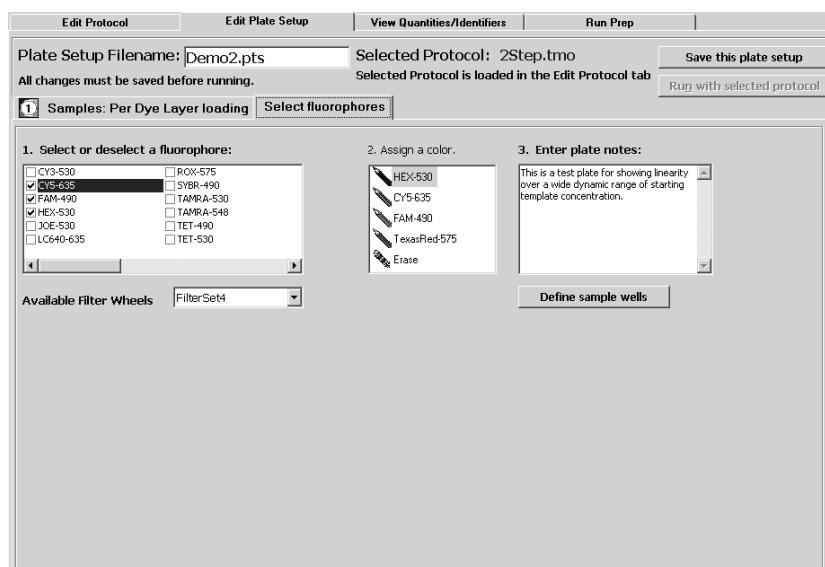 Edit Protocol Edit Plate Setup View Quantities/Identifiers Run Prep
Plate Setup Filename: Demo2.pts Selected Protocol: 2Step.tmo Save this plate setup
All changes must be saved before running. Selected Protocol is loaded in the Edit Protocol tab Run with selected protocol
1 Samples: Per Dye Layer loading Select fluorophores
1. Select or deselect a fluorophore: 2. Assign a color. 3. Enter plate notes:
CY3-530 ROX-575
CY5-635 SYBR-490
FAM-490 TAMRA-530
HEX-530 TAMRA-548
JOE-530 TET-490
LC640-635 TET-530
HEX-530
CY5-635
FAM-490
TexasRed-575
Erase
This is a test plate for showing linearity
over a wide dynamic range of starting
template concentration.
Available Filter Wheels FilterSet4 Define sample wells